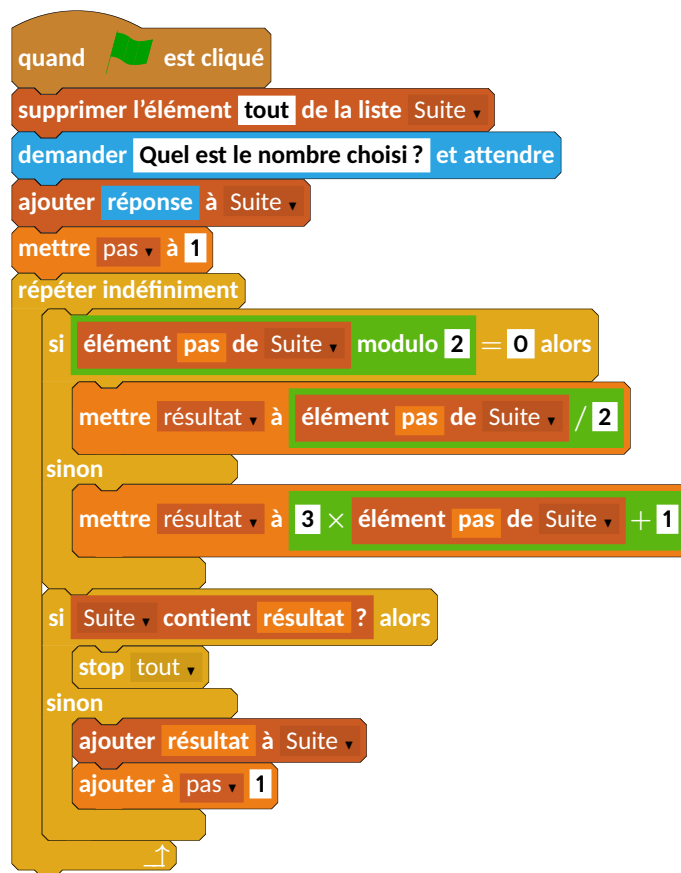 quand est cliqué
supprimer l'élément tout de la liste Suite
demander Quel est le nombre choisi ? et attendre
ajouter réponse à Suite
mettre pas à 1
répéter indéfiniment
si élément pas de Suite modulo 2 = 0 alors
mettre résultat à élément pas de Suite / 2
sinon
mettre résultat à 3 × élément pas de Suite + 1
si Suite contient résultat ? alors
stop tout
sinon
ajouter résultat à Suite
ajouter à pas 1